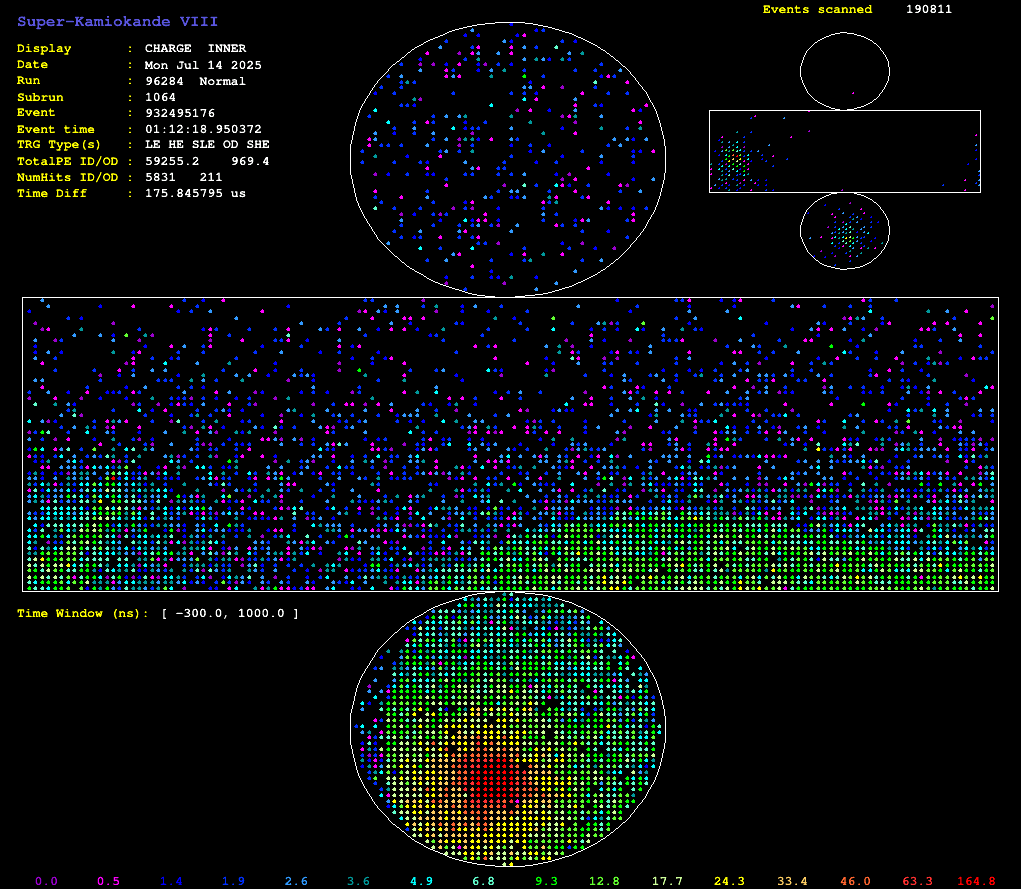 Super-Kamiokande VIII
Events scanned 190811
Display : CHARGE INNER
Date : Mon Jul 14 2025
Run : 96284 Normal
Subrun : 1064
Event : 932495176
Event time : 01:12:18.950372
TRG Type(s) : LE HE SLE OD SHE
TotalPE ID/OD : 59255.2 969.4
NumHits ID/OD : 5831 211
Time Diff : 175.845795 us
Time Window (ns): [ -300.0, 1000.0 ]
0.0 0.5 1.4 1.9 2.6 3.6 4.9 6.8 9.3 12.8 17.7 24.3 33.4 46.0 63.3 164.8